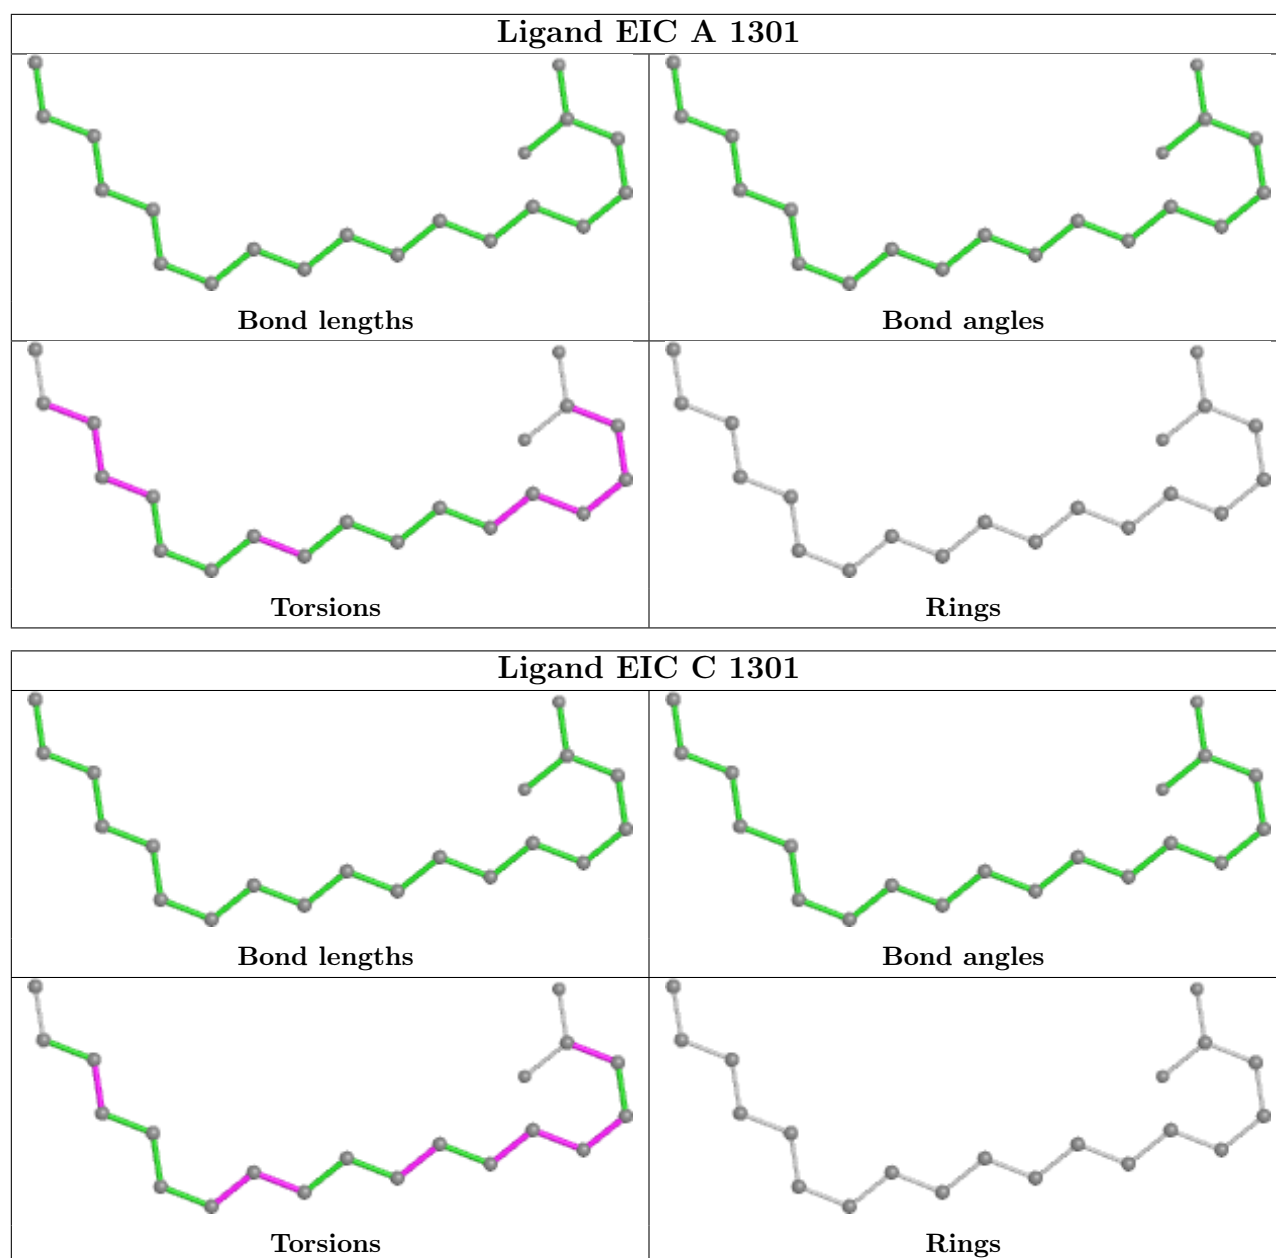 Ligand EIC A 1301
Bond lengths
Bond angles
Torsions
Rings
Ligand EIC C 1301
Bond lengths
Bond angles
Torsions
Rings